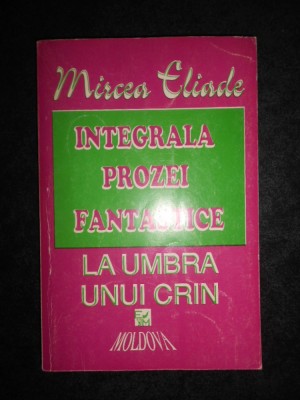 Mircea Eliade
INTEGRALA
PROZEI
FANTASTICE
LA UMBRA
UNUI CRIN
MOLDOVA